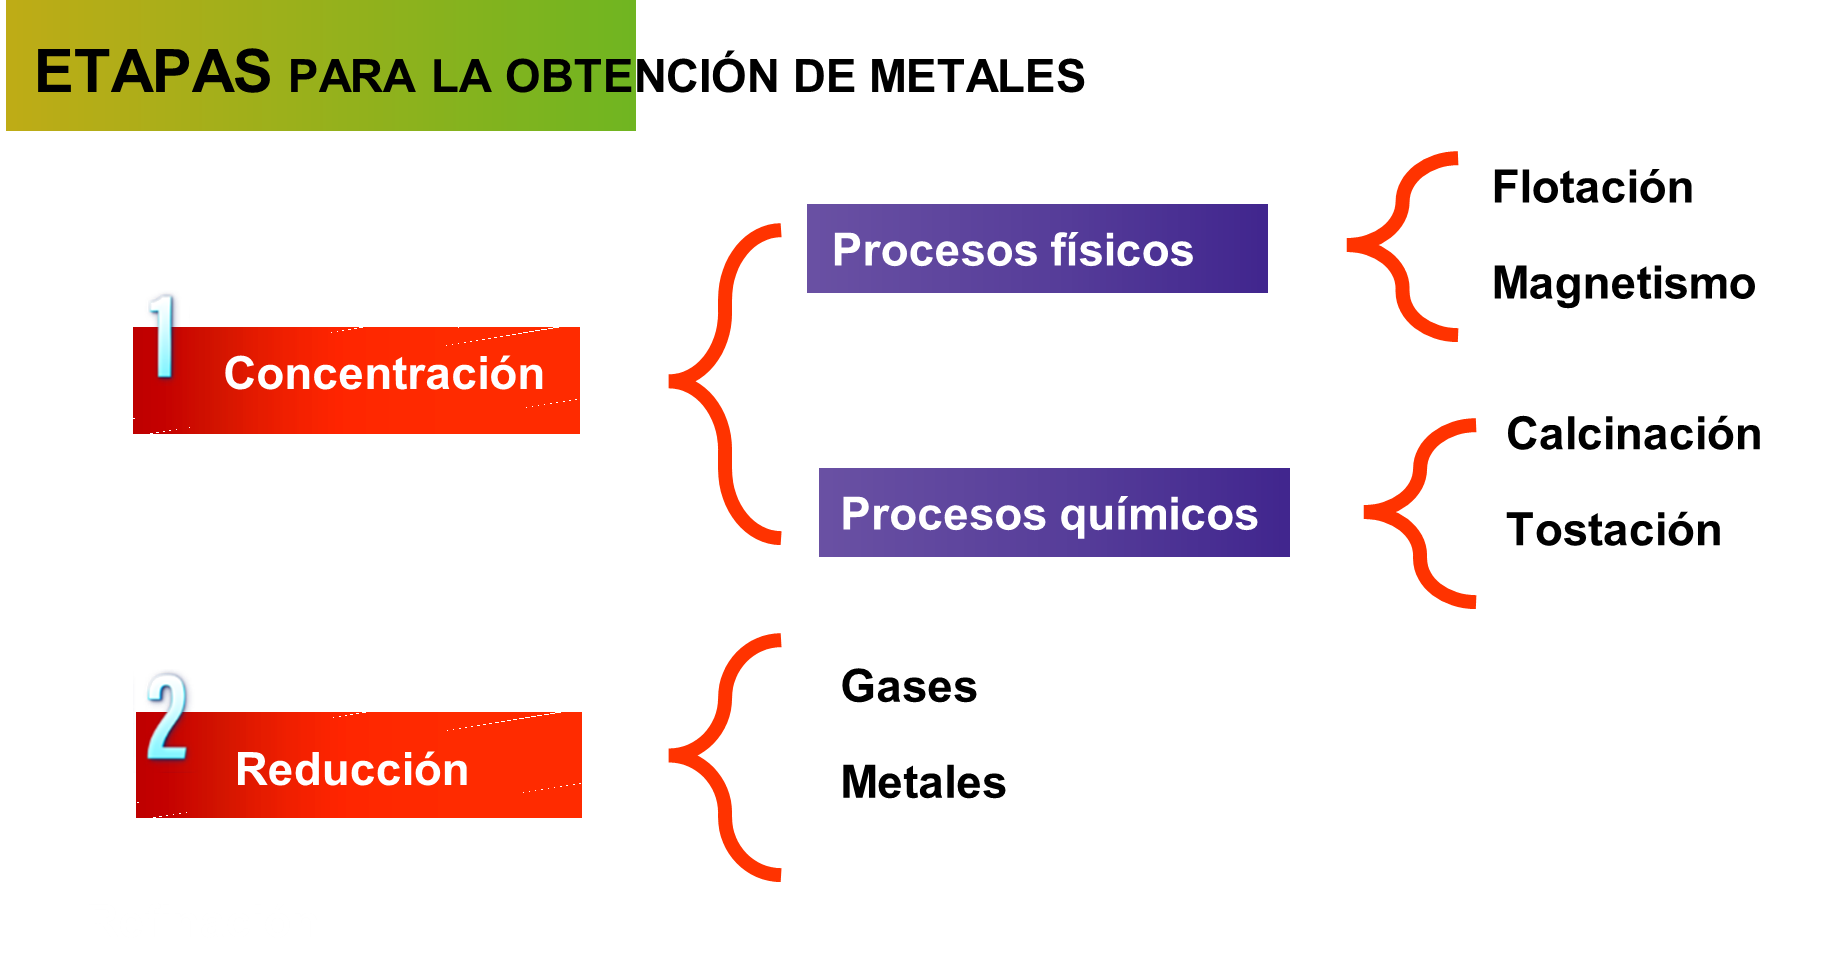 ETAPAS PARA LA OBTENCIÓN DE METALES
1
Concentración
Procesos físicos
Flotación
Magnetismo
Procesos químicos
Calcinación
Tostación
2
Reducción
Gases
Metales